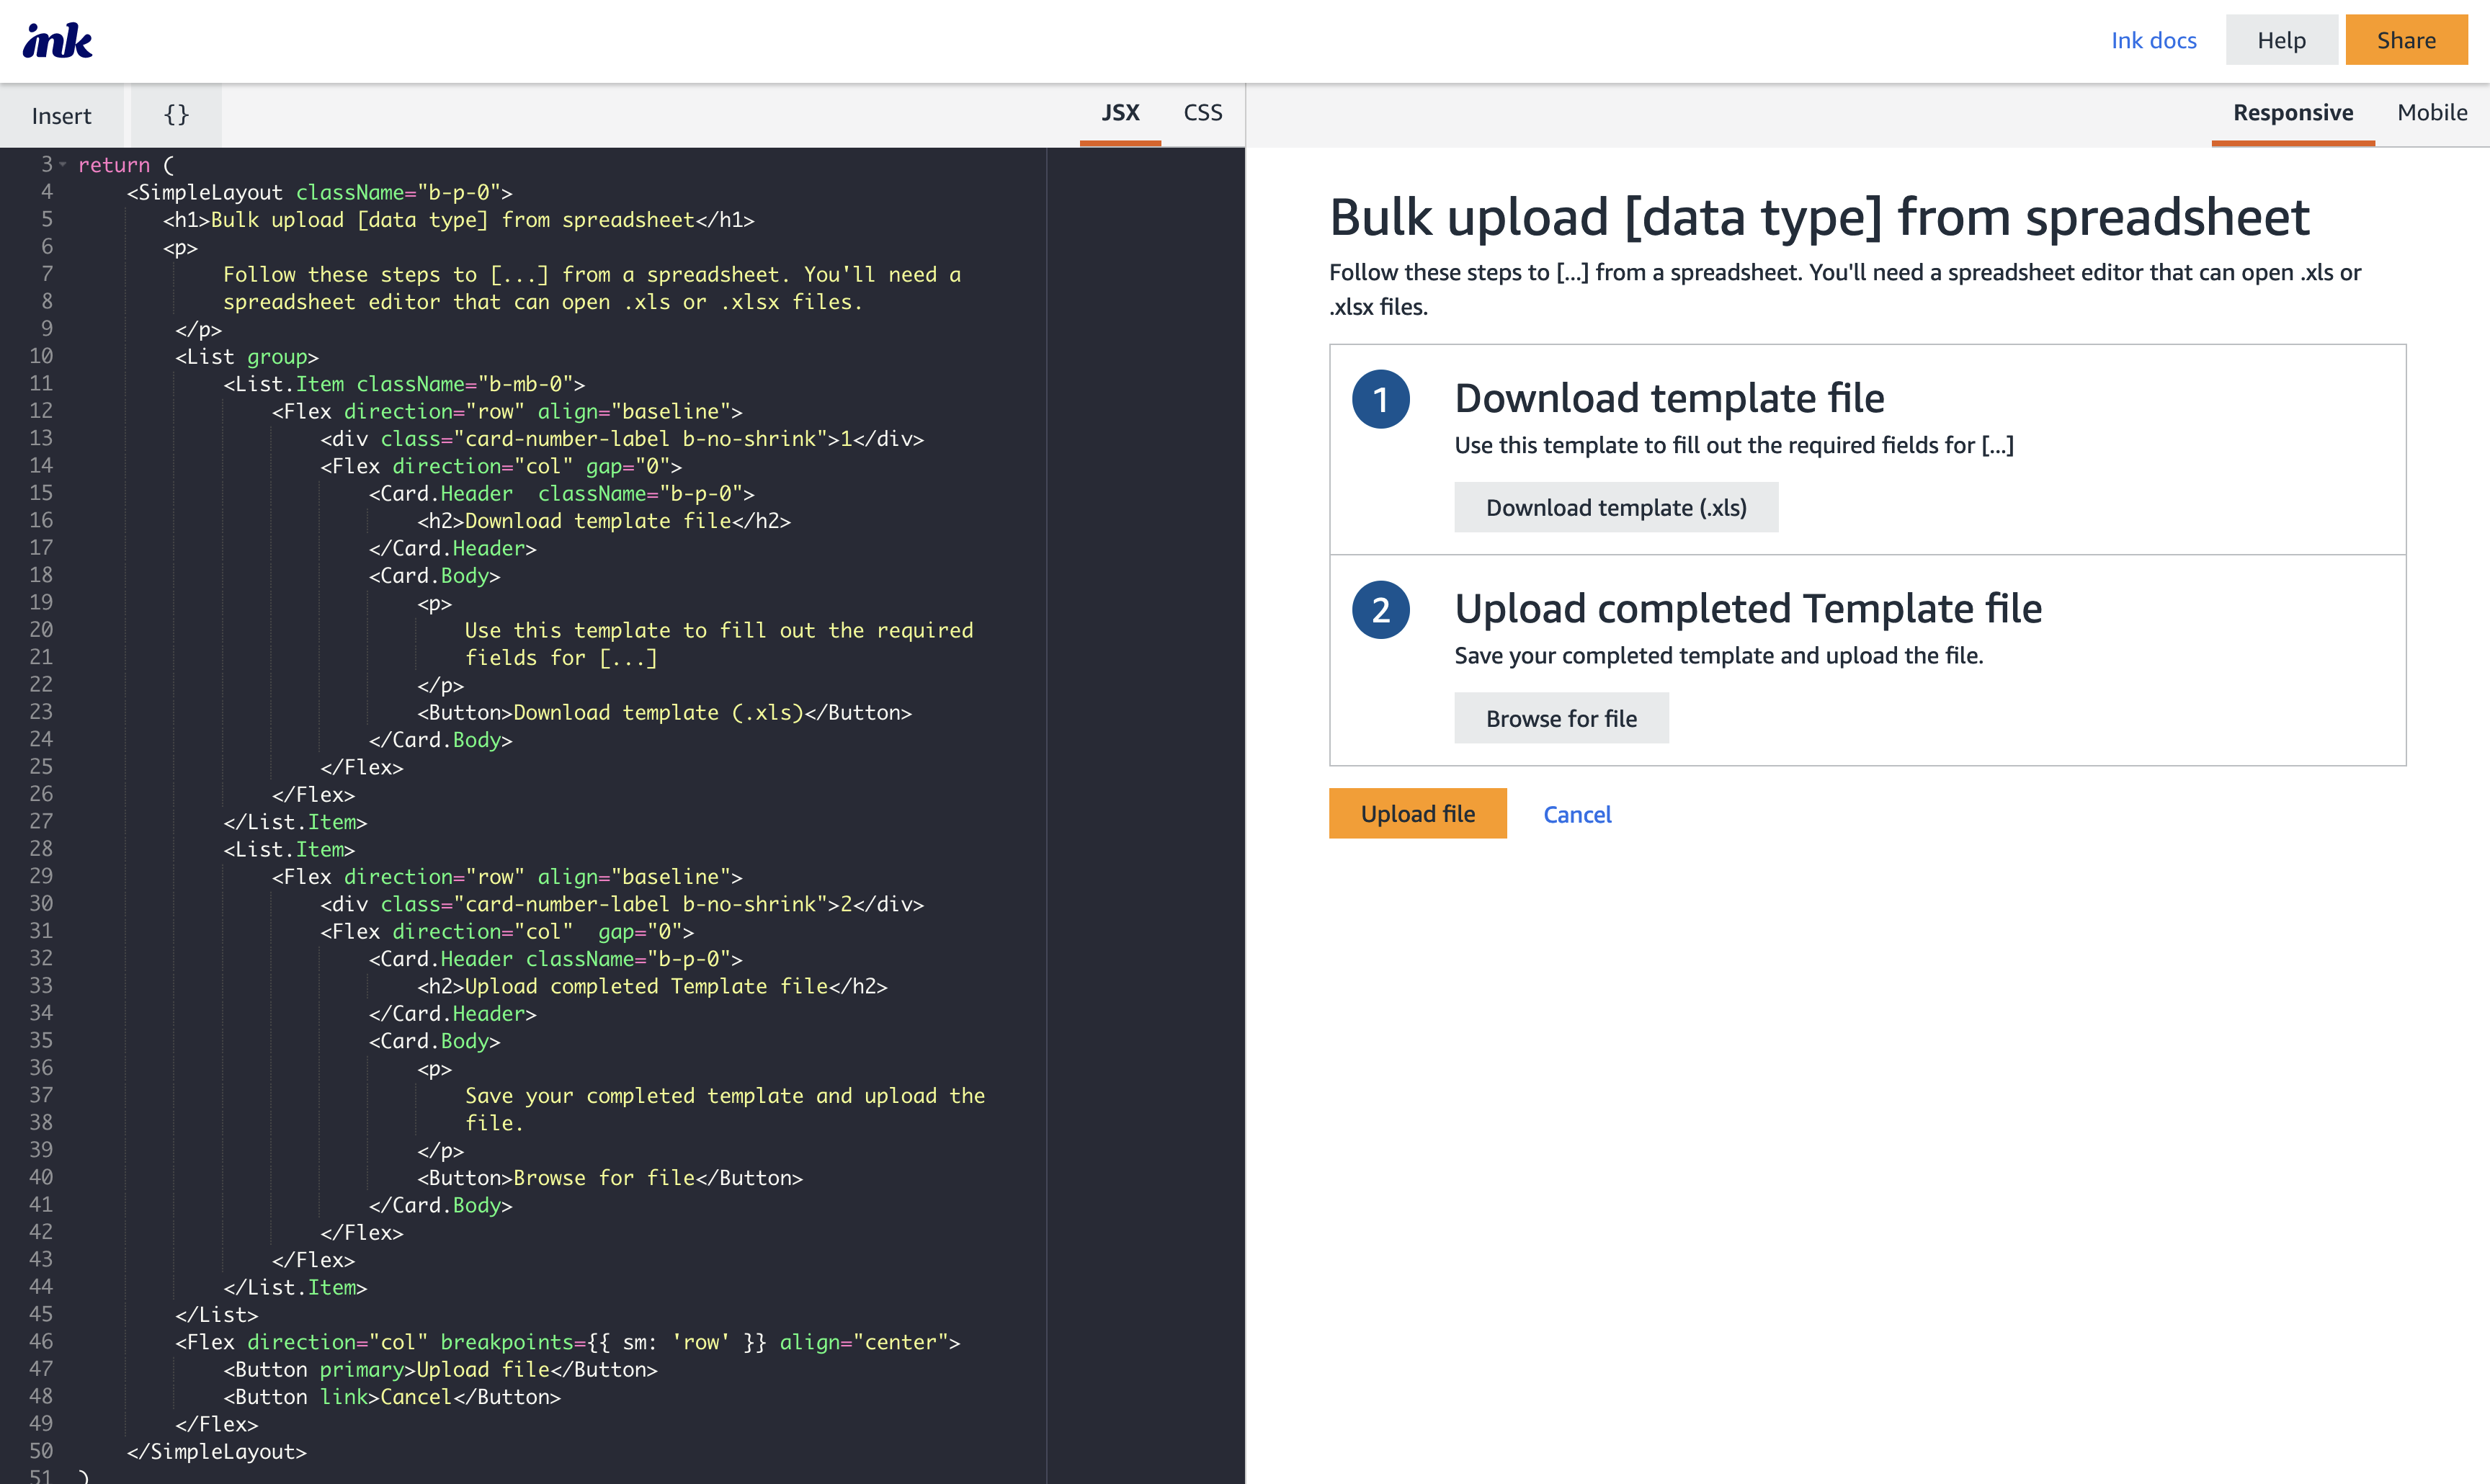 ink
Ink docs Help Share
Insert {} JSX CSS Responsive Mobile
3 return (
4 <SimpleLayout className="b-p-0">
5 <h1>Bulk upload [data type] from spreadsheet</h1>
6 <p>
7 Follow these steps to [...] from a spreadsheet. You'll need a
8 spreadsheet editor that can open .xls or .xlsx files.
9 </p>
10 <List group>
11 <List.Item className="b-mb-0">
12 <Flex direction="row" align="baseline">
13 <div class="card-number-label b-no-shrink">1</div>
14 <Flex direction="col" gap="0">
15 <Card.Header  className="b-p-0">
16 <h2>Download template file</h2>
17 </Card.Header>
18 <Card.Body>
19 <p>
20 Use this template to fill out the required
21 fields for [...]
22 </p>
23 <Button>Download template (.xls)</Button>
24 </Card.Body>
25 </Flex>
26 </Flex>
27 </List.Item>
28 <List.Item>
29 <Flex direction="row" align="baseline">
30 <div class="card-number-label b-no-shrink">2</div>
31 <Flex direction="col"  gap="0">
32 <Card.Header className="b-p-0">
33 <h2>Upload completed Template file</h2>
34 </Card.Header>
35 <Card.Body>
36 <p>
37 Save your completed template and upload the
38 file.
39 </p>
40 <Button>Browse for file</Button>
41 </Card.Body>
42 </Flex>
43 </Flex>
44 </List.Item>
45 </List>
46 <Flex direction="col" breakpoints={{ sm: 'row' }} align="center">
47 <Button primary>Upload file</Button>
48 <Button link>Cancel</Button>
49 </Flex>
50 </SimpleLayout>
51 )
Bulk upload [data type] from spreadsheet
Follow these steps to [...] from a spreadsheet. You'll need a spreadsheet editor that can open .xls or
.xlsx files.
1 Download template file
Use this template to fill out the required fields for [...]
Download template (.xls)
2 Upload completed Template file
Save your completed template and upload the file.
Browse for file
Upload file Cancel